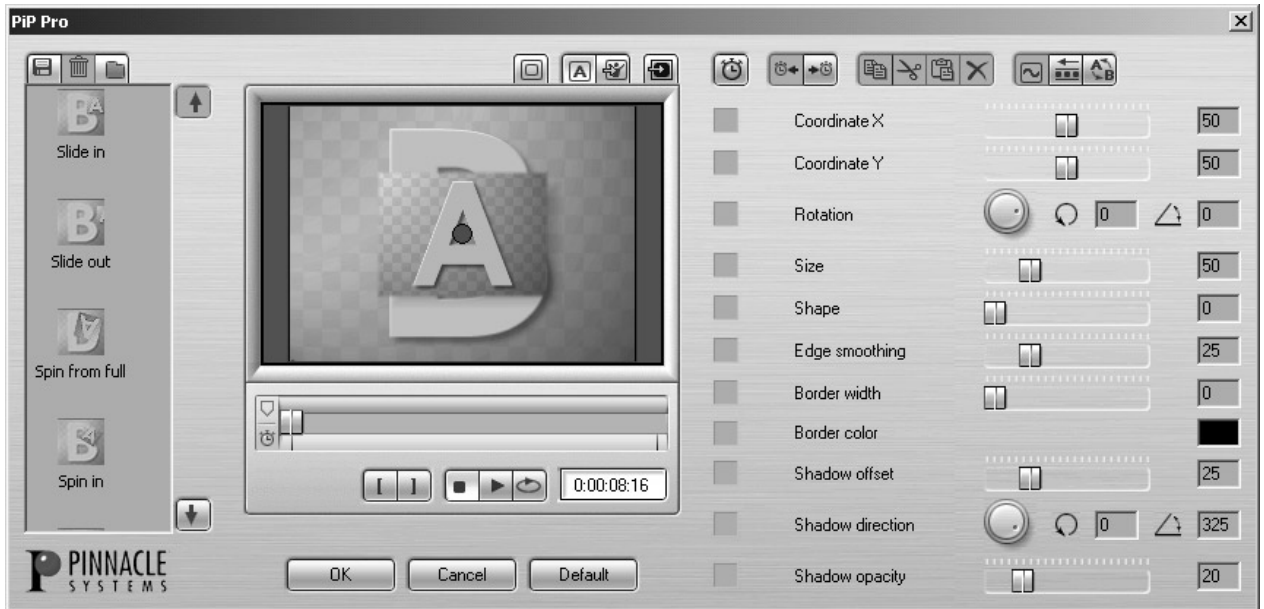 PiP Pro
A
A
B
Slide in
Slide out
Spin from full
Spin in
B
A
[ ]
0:00:08:16
OK
Cancel
Default
PINNACLE
SYSTEMS
Coordinate X 50
Coordinate Y 50
Rotation 0 0
Size 50
Shape 0
Edge smoothing 25
Border width 0
Border color
Shadow offset 25
Shadow direction 0 325
Shadow opacity 20